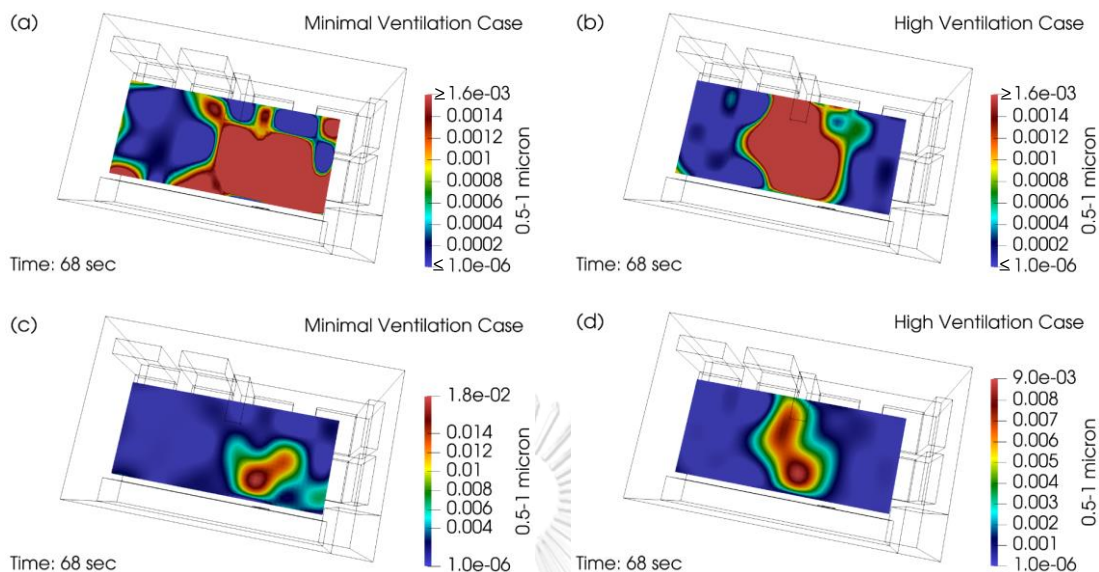 (a) Minimal Ventilation Case
≥ 1.6e-03
0.0014
0.0012
0.001
0.0008
0.0006
0.0004
0.0002
≤ 1.0e-06
0.5-1 micron
Time: 68 sec
(b) High Ventilation Case
≥ 1.6e-03
0.0014
0.0012
0.001
0.0008
0.0006
0.0004
0.0002
≤ 1.0e-06
0.5-1 micron
Time: 68 sec
(c) Minimal Ventilation Case
1.8e-02
0.014
0.01
0.008
0.004
1.0e-06
0.5-1 micron
Time: 68 sec
(d) High Ventilation Case
9.0e-03
0.008
0.007
0.006
0.005
0.004
0.003
0.002
0.001
1.0e-06
0.5-1 micron
Time: 68 sec